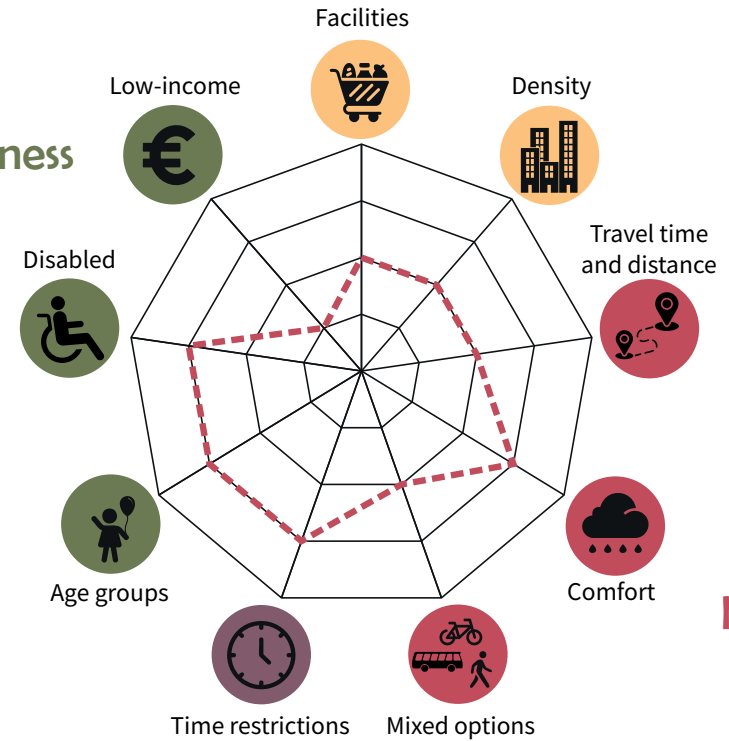 Facilities
Low-income
Density
ness
Travel time
and distance
Disabled
Age groups
Comfort
Time restrictions
Mixed options